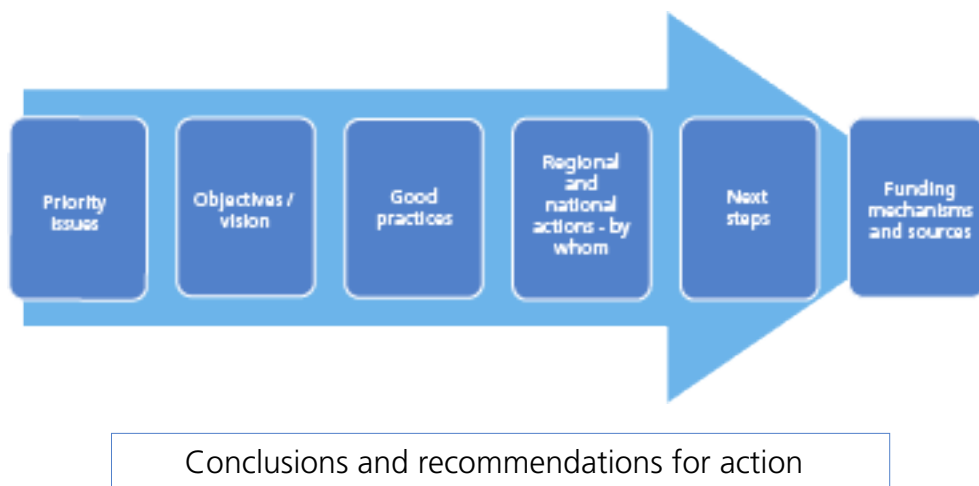 Priority
issues
Objectives /
vision
Good
practices
Regional
and
national
actions - by
whom
Next
steps
Funding
mechanisms
and sources
Conclusions and recommendations for action